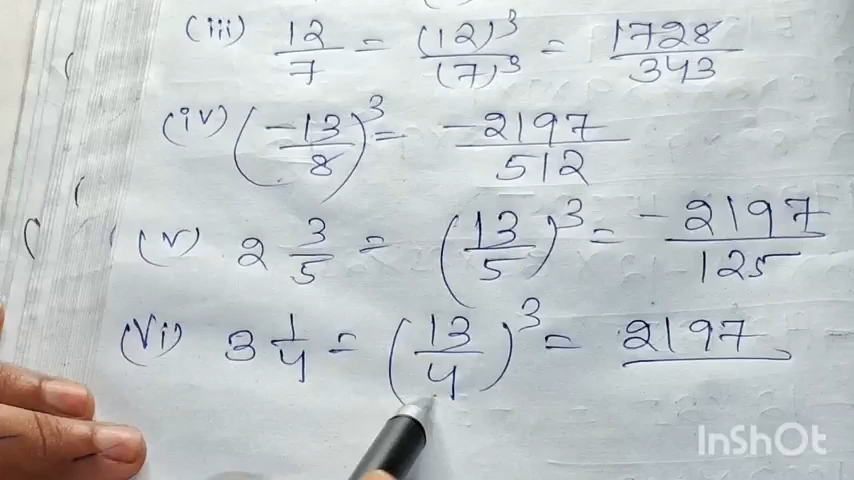 (iii) 12/7 = (12)³/(7)³ = 1728/343
(iv) (-13/8)³ = -2197/512
(v) 2 3/5 = (13/5)³ = -2197/125
(vi) 3 1/4 = (13/4)³ = 2197
InShOt